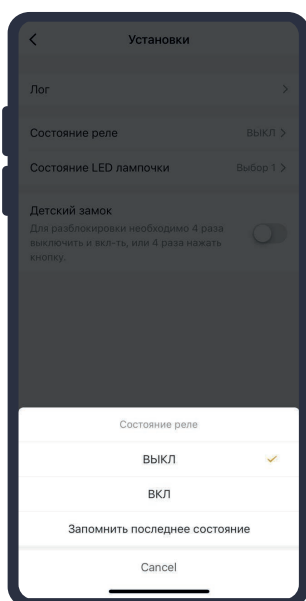 Установки
Лог
Состояние реле ВЫКЛ
Состояние LED лампочки Выбор 1
Детский замок
Для разблокировки необходимо 4 раза
выключить и вкл-ть, или 4 раза нажать
кнопку.
Состояние реле
ВЫКЛ
ВКЛ
Запомнить последнее состояние
Cancel